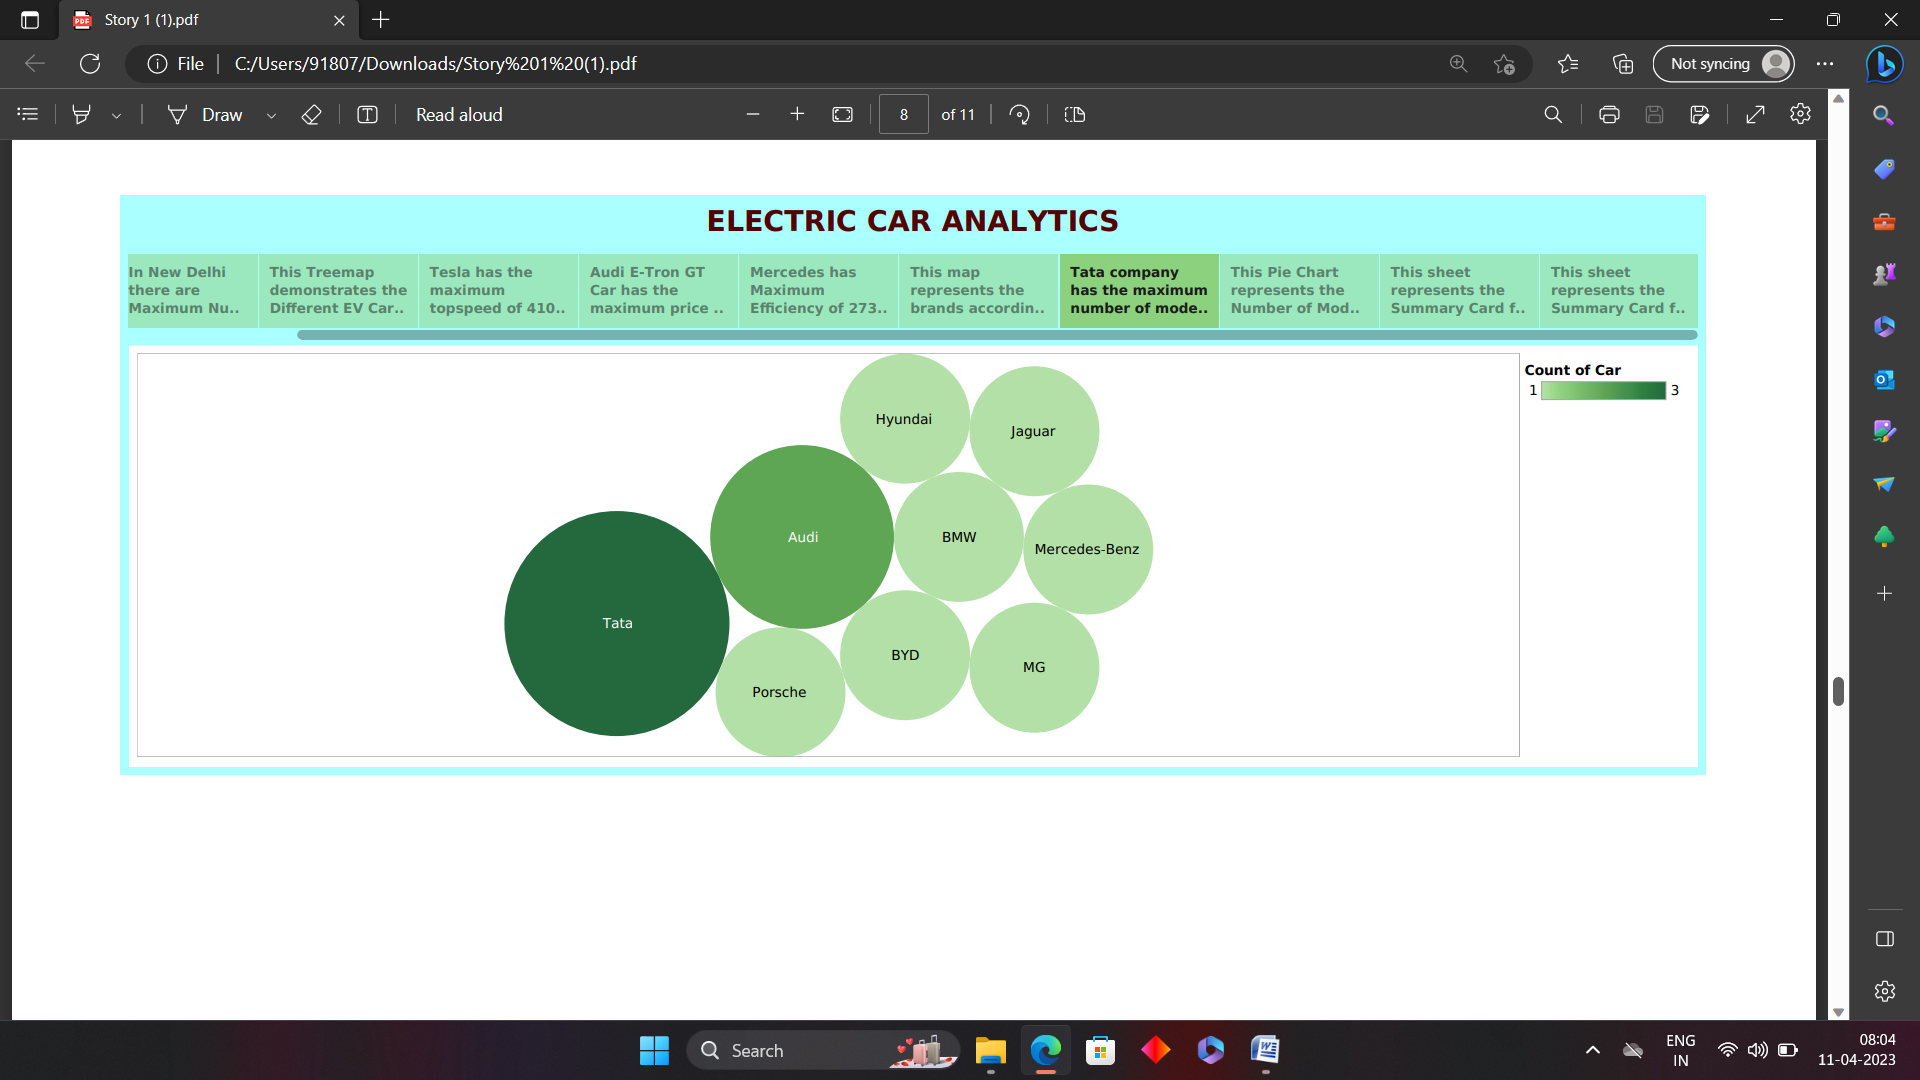 Story 1 (1).pdf
File
C:/Users/91807/Downloads/Story%201%20(1).pdf
Not syncing
Draw
Read aloud
8 of 11
ELECTRIC CAR ANALYTICS
In New Delhi
there are
Maximum Nu..
This Treemap
demonstrates the
Different EV Car..
Tesla has the
maximum
topspeed of 410..
Audi E-Tron GT
Car has the
maximum price ..
Mercedes has
Maximum
Efficiency of 273..
This map
represents the
brands accordin..
Tata company
has the maximum
number of mode..
This Pie Chart
represents the
Number of Mod..
This sheet
represents the
Summary Card f..
This sheet
represents the
Summary Card f..
Count of Car
1 3
Hyundai
Jaguar
Audi
BMW
Mercedes-Benz
Tata
BYD
MG
Porsche
Search
ENG
IN
08:04
11-04-2023